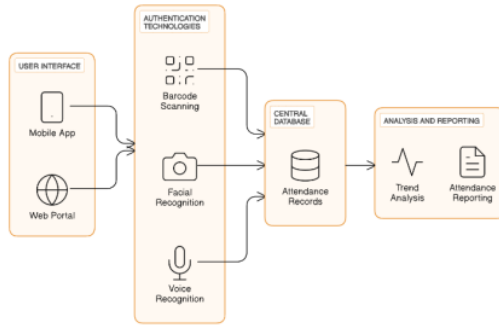 USER INTERFACE
Mobile App
Web Portal
AUTHENTICATION
TECHNOLOGIES
Barcode
Scanning
Facial
Recognition
Voice
Recognition
CENTRAL
DATABASE
Attendance
Records
ANALYSIS AND REPORTING
Trend
Analysis
Attendance
Reporting